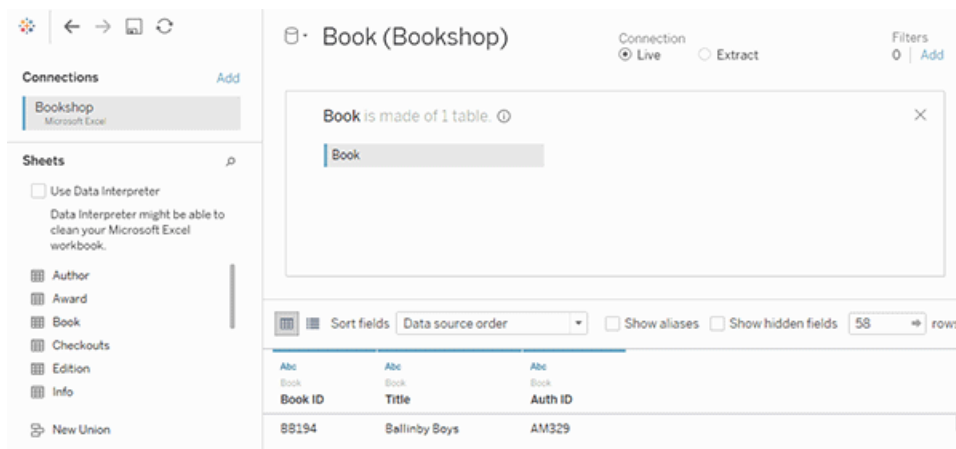 Book (Bookshop)
Connection
Live
Extract
Filters
0
Add
Connections
Add
Bookshop
Microsoft Excel
Sheets
Use Data Interpreter
Data Interpreter might be able to
clean your Microsoft Excel
workbook.
Author
Award
Book
Checkouts
Edition
Info
New Union
Book is made of 1 table.
Book
Sort fields
Data source order
Show aliases
Show hidden fields
58
rows
Abc
Abc
Abc
Book
Book
Book
Book ID
Title
Auth ID
BB194
Ballinby Boys
AM329